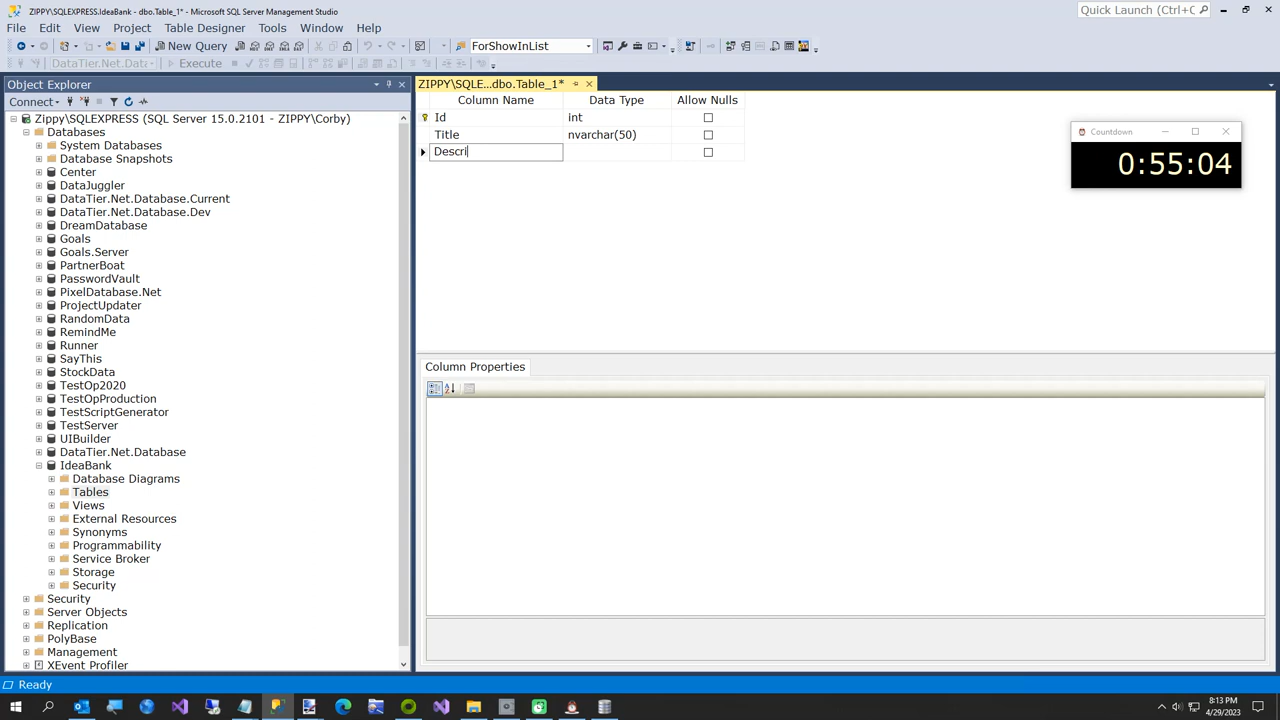 ZIPPY\SQLEXPRESS.IdeaBank - dbo.Table_1* - Microsoft SQL Server Management Studio
Quick Launch (Ctrl+C
File Edit View Project Table Designer Tools Window Help
New Query ForShowInList
DataTier.Net.Data Execute
Object Explorer
ZIPPY\SQLE...dbo.Table_1*
Connect
Column Name Data Type Allow Nulls
Zippy\SQLEXPRESS (SQL Server 15.0.2101 - ZIPPY\Corby)
Id int
Databases
Title nvarchar(50)
System Databases
Descri
Database Snapshots
Countdown
0:55:04
Center
DataJuggler
DataTier.Net.Database.Current
DataTier.Net.Database.Dev
DreamDatabase
Goals
Goals.Server
PartnerBoat
PasswordVault
PixelDatabase.Net
ProjectUpdater
RandomData
RemindMe
Runner
SayThis
StockData
TestOp2020
TestOpProduction
TestScriptGenerator
TestServer
UIBuilder
DataTier.Net.Database
IdeaBank
Database Diagrams
Tables
Views
External Resources
Synonyms
Programmability
Service Broker
Storage
Security
Security
Server Objects
Replication
PolyBase
Management
XEvent Profiler
Column Properties
Ready
8:13 PM
4/29/2023